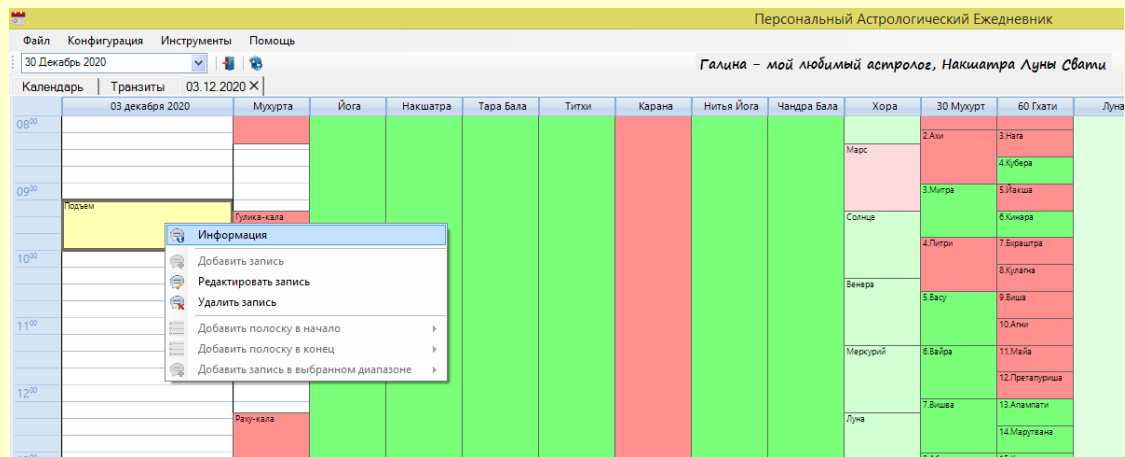 Персональный Астрологический Ежедневник
Файл Конфигурация Инструменты Помощь
30 Декабрь 2020
Галина - мой любимый астролог, Накшатра Луны Свати
Календарь Транзиты 03.12.2020
03 декабря 2020 Мухурта Йога Накшатра Тара Бала Титхи Карана Нитья Йога Чандра Бала Хора 30 Мухурт 60 Гхати Луна
08⁰⁰
2.Ахи 3.Нага
Марс
4.Кубера
09⁰⁰
3.Митра 5.Йакша
Подъем
Гулика-кала Солнце 6.Кинара
Информация
4.Питри 7.Бхраштра
10⁰⁰
Добавить запись
8.Кулагна
Редактировать запись
Венера
Удалить запись
5.Васу 9.Виша
11⁰⁰
Добавить полоску в начало
10.Агни
Добавить полоску в конец
Меркурий 6.Вайра 11.Майа
Добавить запись в выбранном диапазоне
12.Претапуриша
12⁰⁰
7.Вишва 13.Апампати
Раху-кала Луна
14.Марутвана